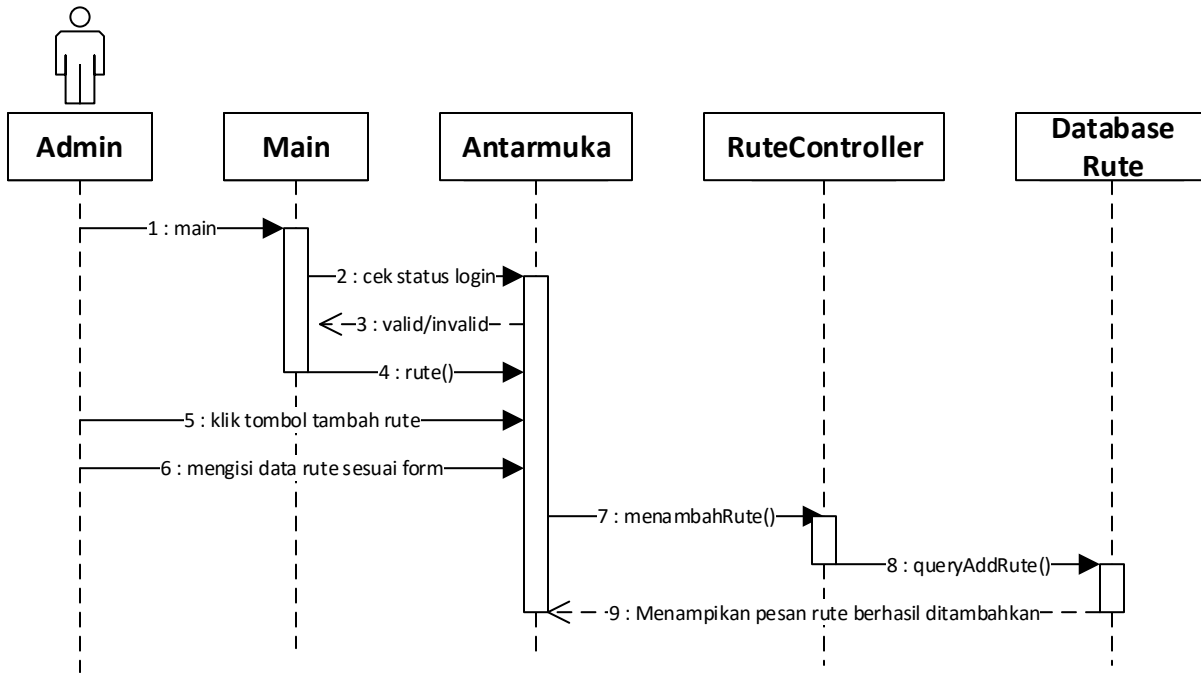 Admin
Main
Antarmuka
RuteController
Database
Rute
1 : main
2 : cek status login
3 : valid/invalid
4 : rute()
5 : klik tombol tambah rute
6 : mengisi data rute sesuai form
7 : menambahRute()
8 : queryAddRute()
9 : Menampikan pesan rute berhasil ditambahkan